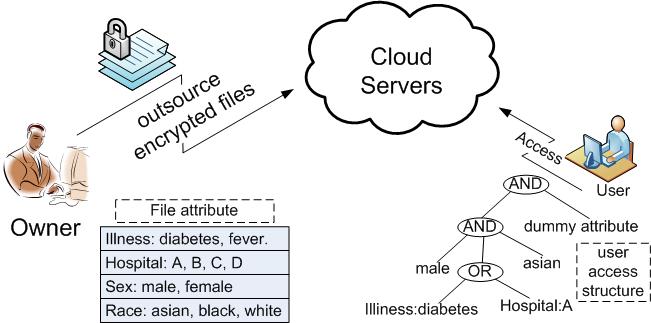 Cloud
Servers
outsource
encrypted files
Owner
File attribute
Illness: diabetes, fever.
Hospital: A, B, C, D
Sex: male, female
Race: asian, black, white
Access
User
AND
AND
dummy attribute
male
OR
asian
Illness:diabetes
Hospital:A
user
access
structure